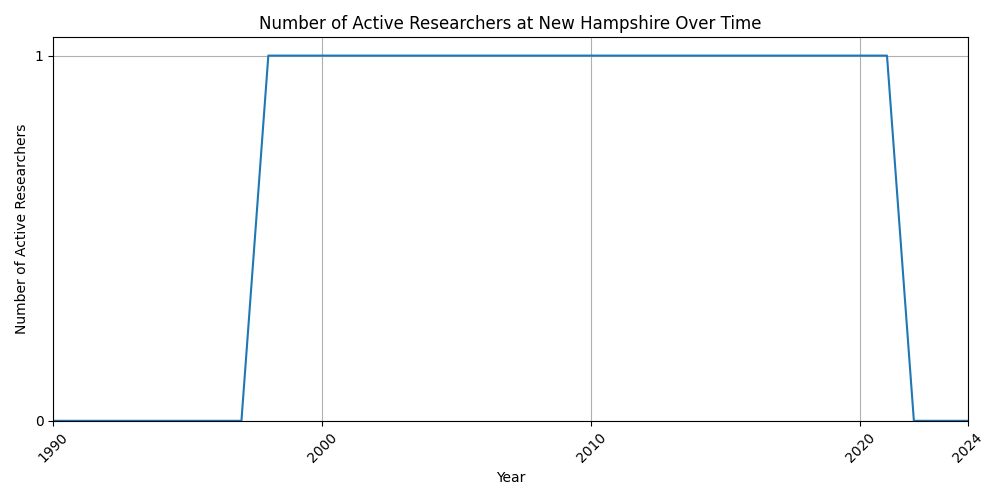 Number of Active Researchers at New Hampshire Over Time
Number of Active Researchers
1
0
1990
2000
2010
2020
2024
Year